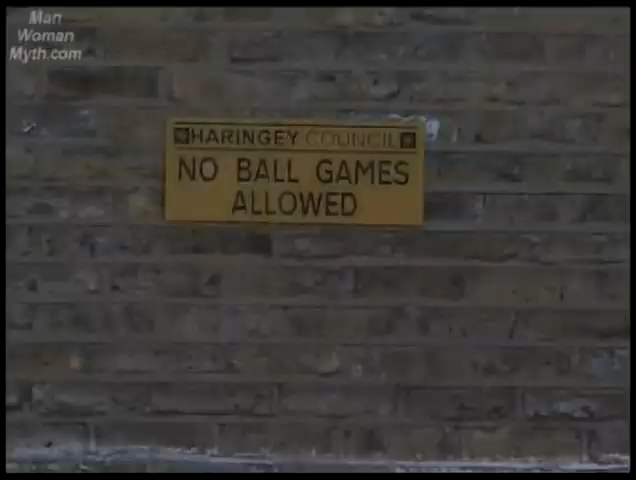 Man
Woman
Myth.com
HARINGEY COUNCIL
NO BALL GAMES
ALLOWED